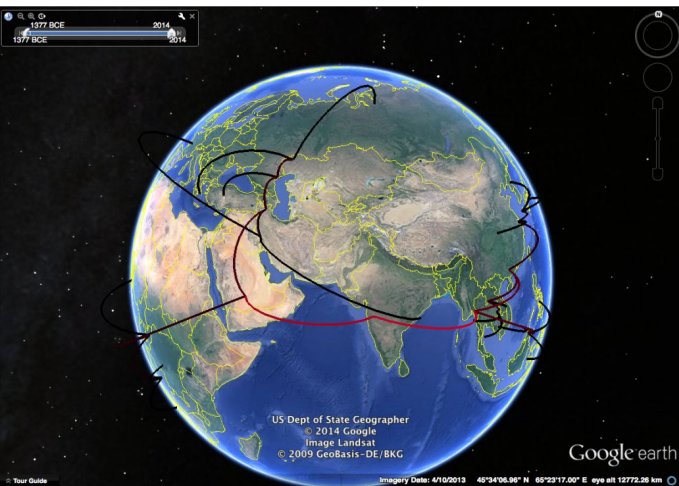 1377 BCE 2014
1377 BCE 2014
N
US Dept of State Geographer
© 2014 Google
Image Landsat
© 2009 GeoBasis-DE/BKG
Google earth
Tour Guide
Imagery Date: 4/10/2013 45°34'06.96" N 65°23'17.00" E eye alt 12772.26 km